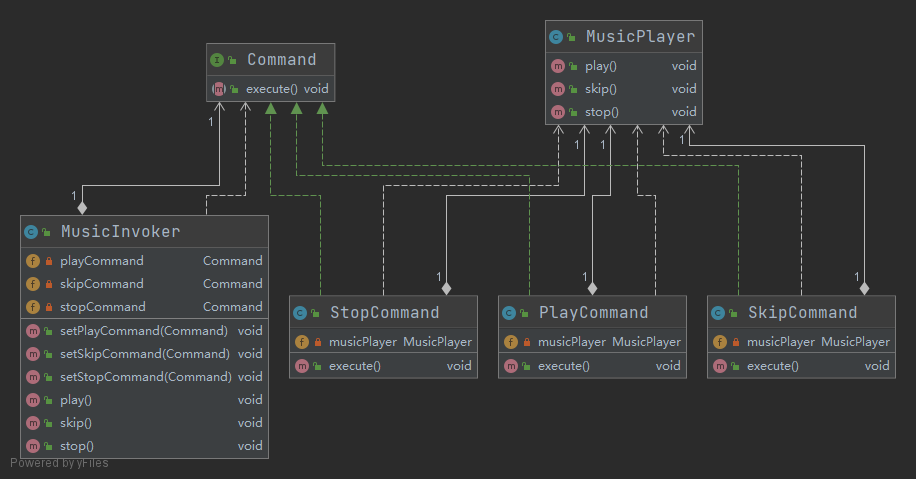 Command
execute() void
MusicPlayer
play() void
skip() void
stop() void
1
1
1
1
1
MusicInvoker
playCommand Command
skipCommand Command
stopCommand Command
setPlayCommand(Command) void
setSkipCommand(Command) void
setStopCommand(Command) void
play() void
skip() void
stop() void
1
StopCommand
musicPlayer MusicPlayer
execute() void
1
PlayCommand
musicPlayer MusicPlayer
execute() void
1
SkipCommand
musicPlayer MusicPlayer
execute() void
Powered by yFiles